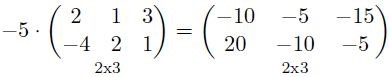 -5 · ( 2 1 3 ) = ( -10 -5 -15 )
( -4 2 1 ) ( 20 -10 -5 )
2x3 2x3